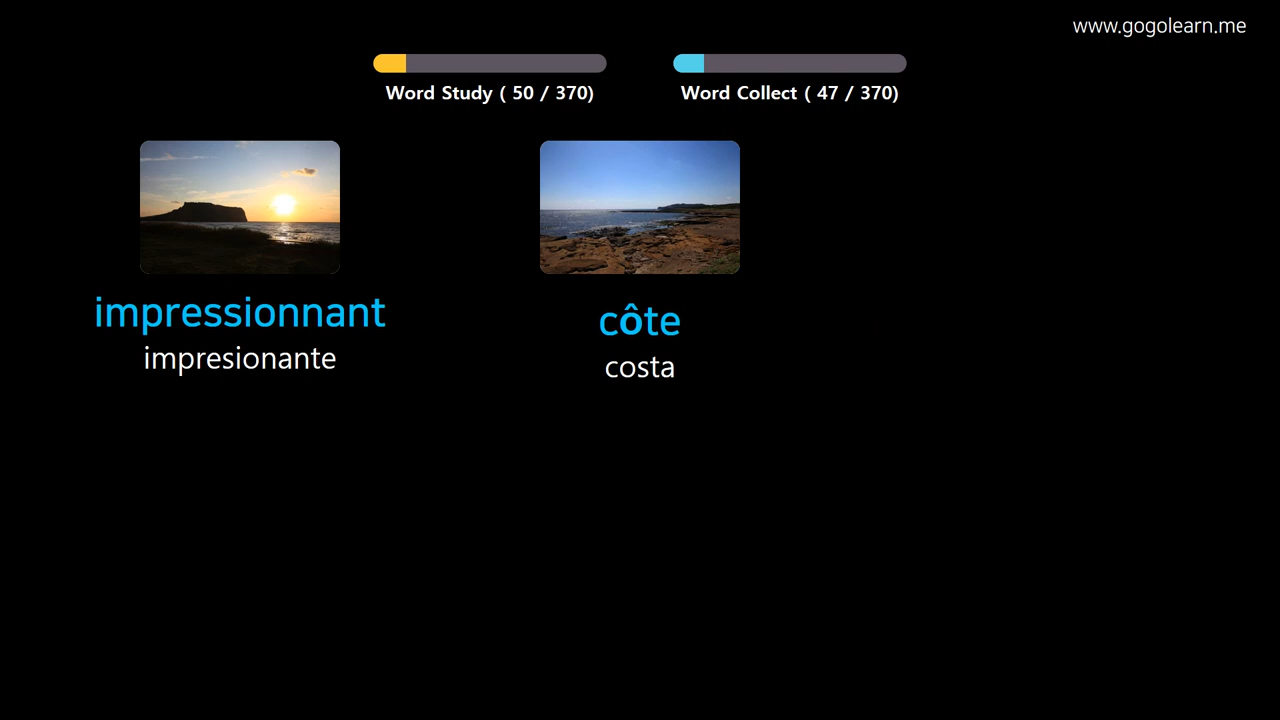 www.gogolearn.me
Word Study ( 50 / 370)
Word Collect ( 47 / 370)
impressionnant
impresionante
côte
costa